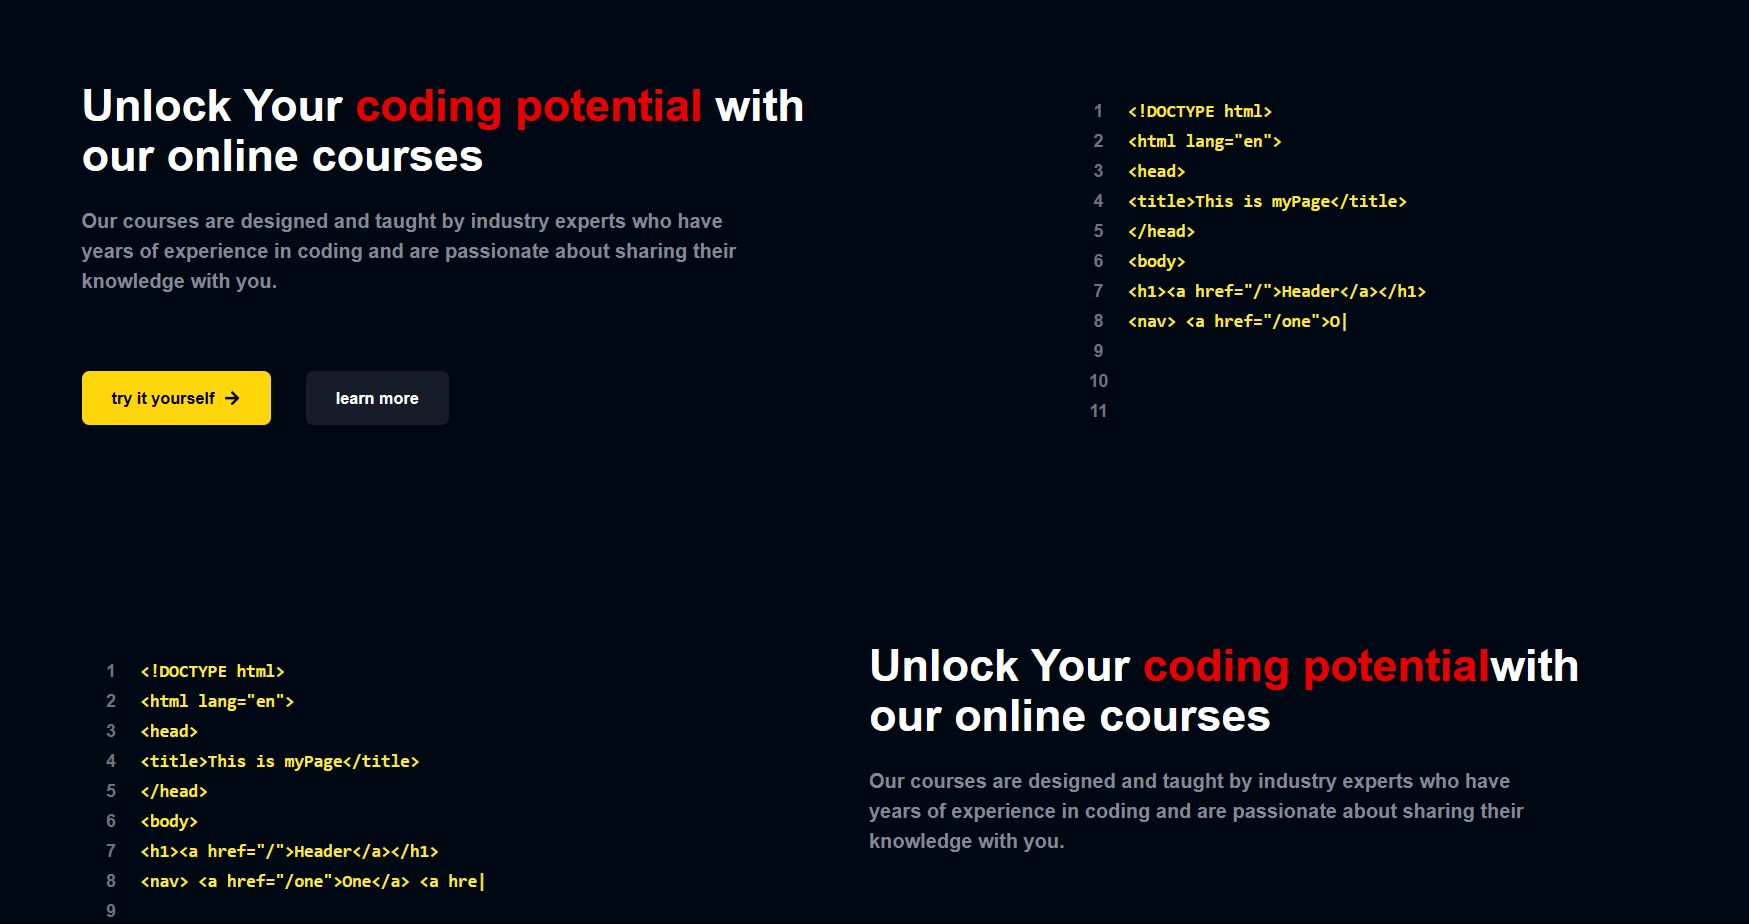 Unlock Your coding potential with
our online courses
Our courses are designed and taught by industry experts who have
years of experience in coding and are passionate about sharing their
knowledge with you.
try it yourself →
learn more
1 <!DOCTYPE html>
2 <html lang="en">
3 <head>
4 <title>This is myPage</title>
5 </head>
6 <body>
7 <h1><a href="/">Header</a></h1>
8 <nav> <a href="/one">O|
9
10
11
1 <!DOCTYPE html>
2 <html lang="en">
3 <head>
4 <title>This is myPage</title>
5 </head>
6 <body>
7 <h1><a href="/">Header</a></h1>
8 <nav> <a href="/one">One</a> <a hre|
9
Unlock Your coding potentialwith
our online courses
Our courses are designed and taught by industry experts who have
years of experience in coding and are passionate about sharing their
knowledge with you.